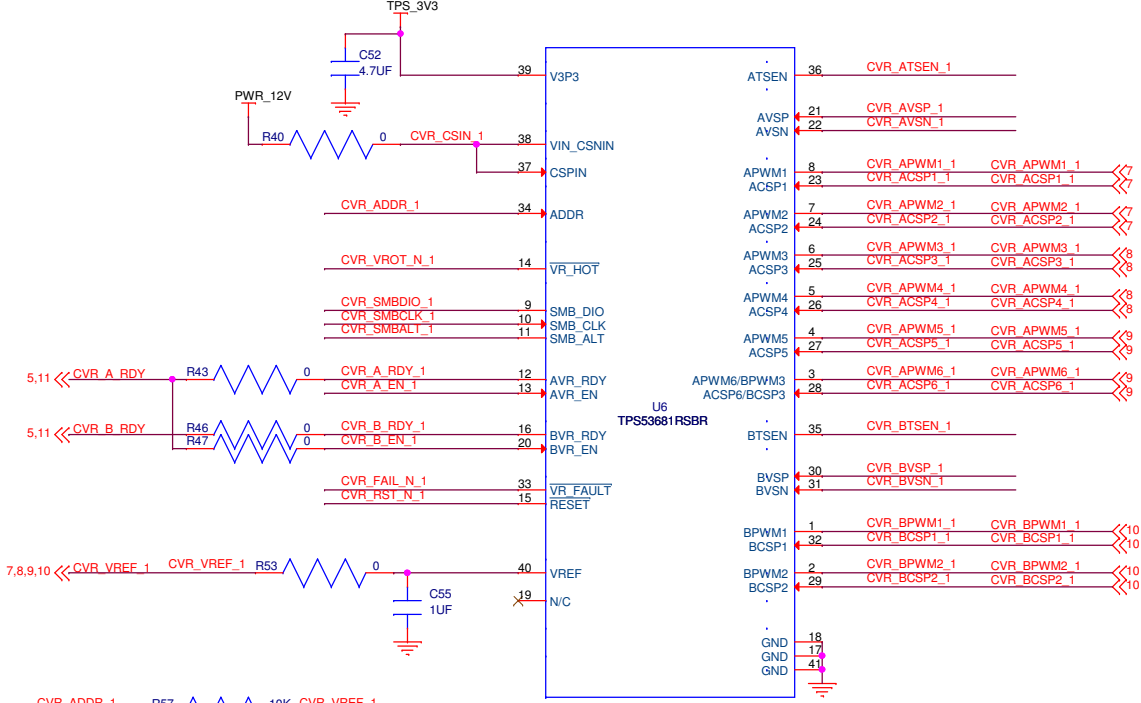 TPS_3V3
C52
4.7UF
39 V3P3
PWR_12V
R40 0 CVR_CSIN_1 38 VIN_CSNIN
37 CSPIN
CVR_ADDR_1 34 ADDR
CVR_VROT_N_1 14 VR_HOT
CVR_SMBDIO_1 9 SMB_DIO
CVR_SMBCLK_1 10 SMB_CLK
CVR_SMBALT_1 11 SMB_ALT
5,11 CVR_A_RDY R43 0 CVR_A_RDY_1 12 AVR_RDY
CVR_A_EN_1 13 AVR_EN
5,11 CVR_B_RDY R46 0 CVR_B_RDY_1 16 BVR_RDY
R47 0 CVR_B_EN_1 20 BVR_EN
CVR_FAIL_N_1 33 VR_FAULT
CVR_RST_N_1 15 RESET
7,8,9,10 CVR_VREF_1 CVR_VREF_1 R53 0 40 VREF
C55
1UF
19 N/C
U6
TPS53681RSBR
ATSEN 36 CVR_ATSEN_1
AVSP 21 CVR_AVSP_1
AVSN 22 CVR_AVSN_1
APWM1 8 CVR_APWM1_1 CVR_APWM1_1 7
ACSP1 23 CVR_ACSP1_1 CVR_ACSP1_1 7
APWM2 7 CVR_APWM2_1 CVR_APWM2_1 7
ACSP2 24 CVR_ACSP2_1 CVR_ACSP2_1 7
APWM3 6 CVR_APWM3_1 CVR_APWM3_1 8
ACSP3 25 CVR_ACSP3_1 CVR_ACSP3_1 8
APWM4 5 CVR_APWM4_1 CVR_APWM4_1 8
ACSP4 26 CVR_ACSP4_1 CVR_ACSP4_1 8
APWM5 4 CVR_APWM5_1 CVR_APWM5_1 9
ACSP5 27 CVR_ACSP5_1 CVR_ACSP5_1 9
APWM6/BPWM3 3 CVR_APWM6_1 CVR_APWM6_1 9
ACSP6/BCSP3 28 CVR_ACSP6_1 CVR_ACSP6_1 9
BTSEN 35 CVR_BTSEN_1
BVSP 30 CVR_BVSP_1
BVSN 31 CVR_BVSN_1
BPWM1 1 CVR_BPWM1_1 CVR_BPWM1_1 10
BCSP1 32 CVR_BCSP1_1 CVR_BCSP1_1 10
BPWM2 2 CVR_BPWM2_1 CVR_BPWM2_1 10
BCSP2 29 CVR_BCSP2_1 CVR_BCSP2_1 10
GND 18
GND 17
GND 41
CVR_ADDR_1 R57 10K CVR_VREF_1